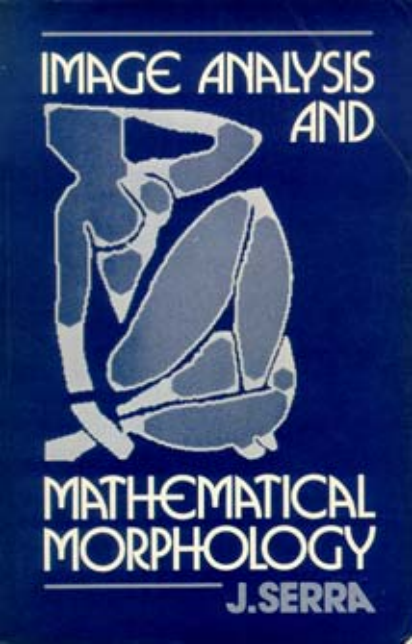 IMAGE ANALYSIS
AND
MATHEMATICAL
MORPHOLOGY
J.SERRA